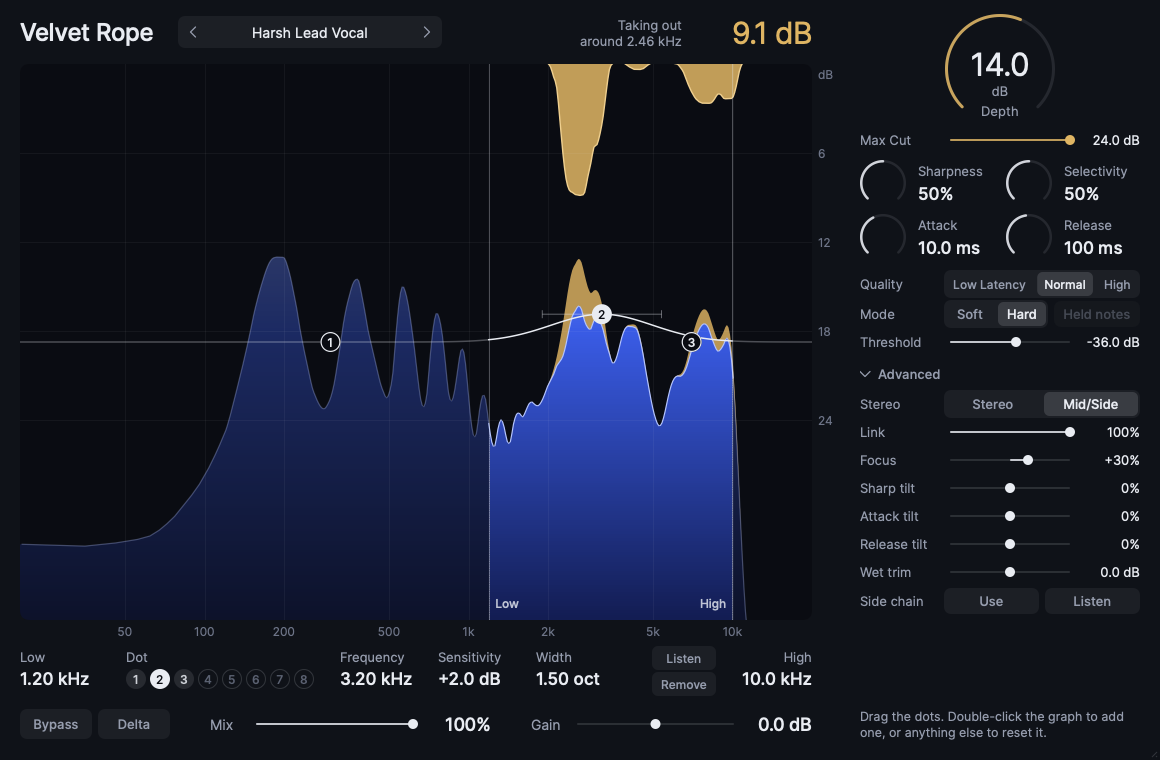 Velvet Rope
Harsh Lead Vocal
Taking out
around 2.46 kHz
9.1 dB
14.0
dB
Depth
dB
6
12
18
24
1
2
3
Low
High
50
100
200
500
1k
2k
5k
10k
Max Cut
24.0 dB
Sharpness
50%
Selectivity
50%
Attack
10.0 ms
Release
100 ms
Quality
Low Latency
Normal
High
Mode
Soft
Hard
Held notes
Threshold
-36.0 dB
Advanced
Stereo
Stereo
Mid/Side
Link
100%
Focus
+30%
Sharp tilt
0%
Attack tilt
0%
Release tilt
0%
Wet trim
0.0 dB
Side chain
Use
Listen
Low
1.20 kHz
Dot
1 2 3 4 5 6 7 8
Frequency
3.20 kHz
Sensitivity
+2.0 dB
Width
1.50 oct
Listen
Remove
High
10.0 kHz
Bypass
Delta
Mix
100%
Gain
0.0 dB
Drag the dots. Double-click the graph to add
one, or anything else to reset it.